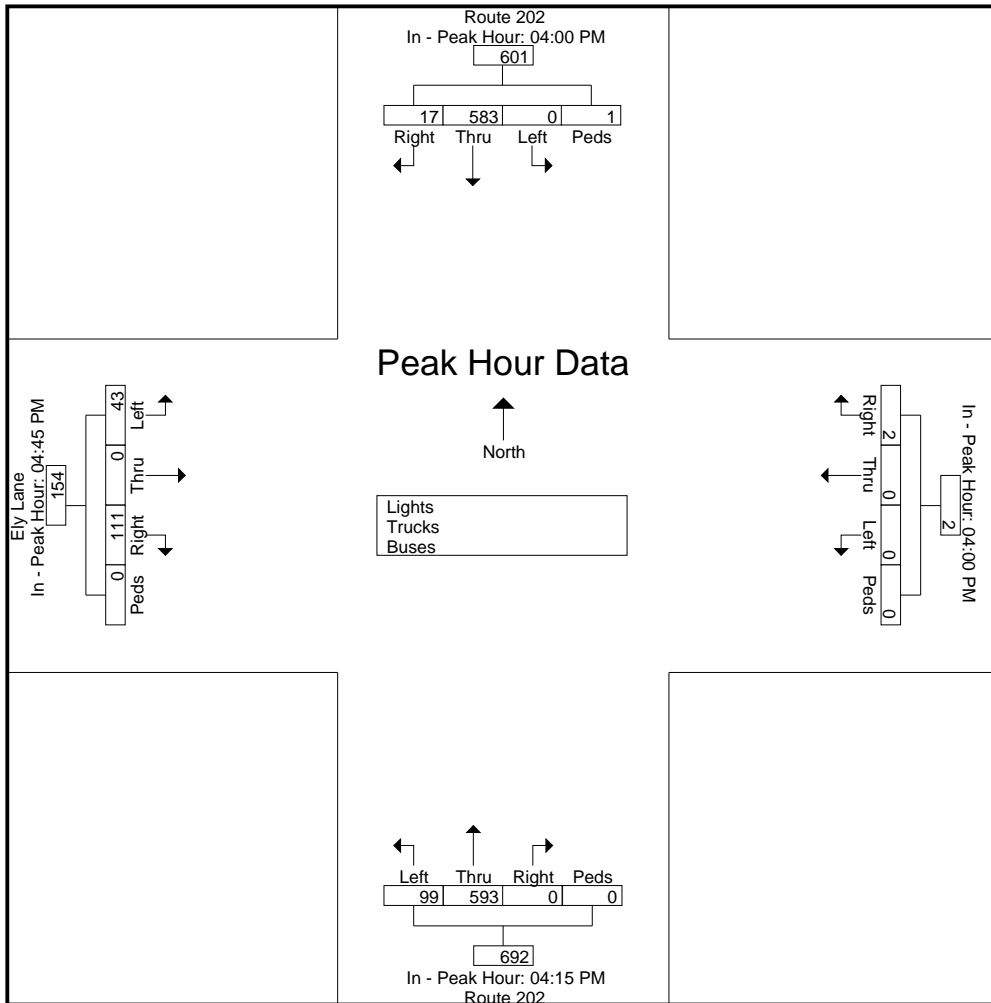 Route 202
In - Peak Hour: 04:00 PM
601
17 583 0 1
Right Thru Left Peds
Peak Hour Data
North
Lights
Trucks
Buses
Ely Lane
In - Peak Hour: 04:45 PM
154
43 0 111 0
Left Thru Right Peds
In - Peak Hour: 04:00 PM
2
2 0 0 0
Right Thru Left Peds
Left Thru Right Peds
99 593 0 0
692
In - Peak Hour: 04:15 PM
Route 202